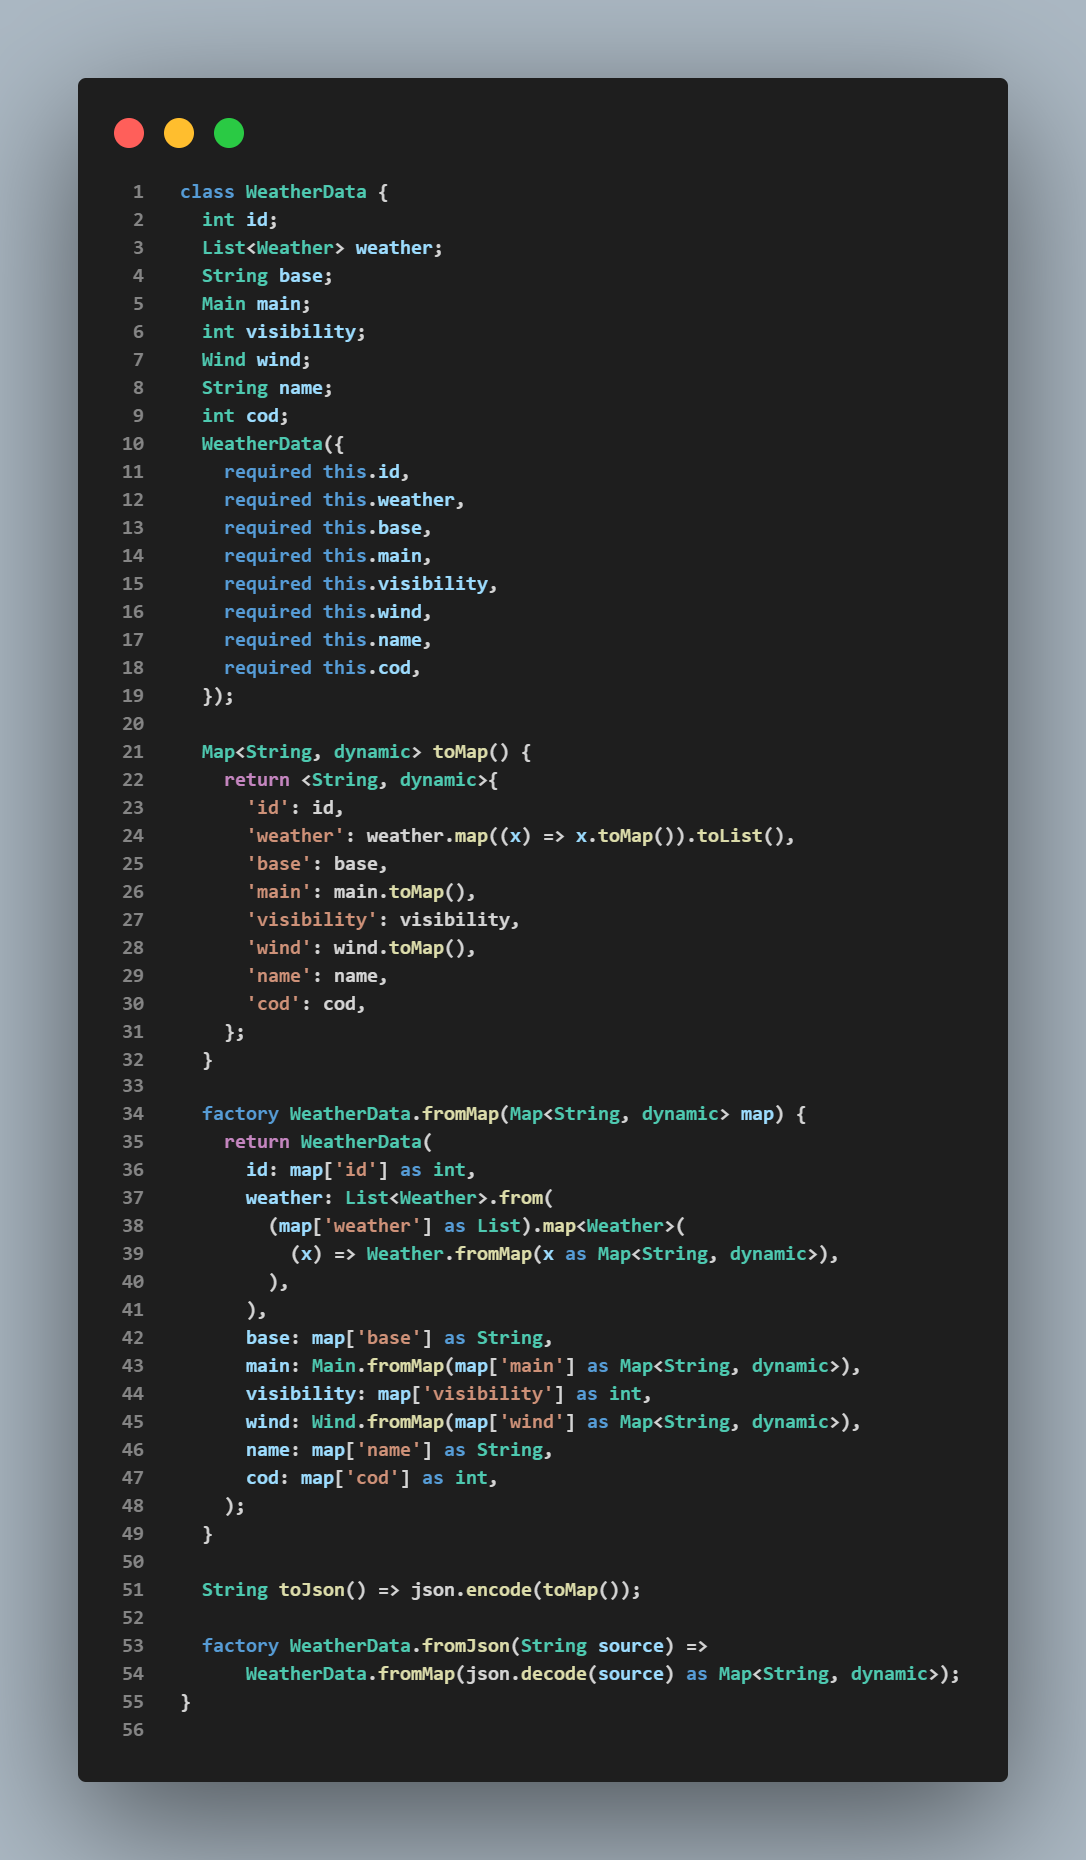 1 class WeatherData {
2   int id;
3   List<Weather> weather;
4   String base;
5   Main main;
6   int visibility;
7   Wind wind;
8   String name;
9   int cod;
10   WeatherData({
11     required this.id,
12     required this.weather,
13     required this.base,
14     required this.main,
15     required this.visibility,
16     required this.wind,
17     required this.name,
18     required this.cod,
19   });
20
21   Map<String, dynamic> toMap() {
22     return <String, dynamic>{
23       'id': id,
24       'weather': weather.map((x) => x.toMap()).toList(),
25       'base': base,
26       'main': main.toMap(),
27       'visibility': visibility,
28       'wind': wind.toMap(),
29       'name': name,
30       'cod': cod,
31     };
32   }
33
34   factory WeatherData.fromMap(Map<String, dynamic> map) {
35     return WeatherData(
36       id: map['id'] as int,
37       weather: List<Weather>.from(
38         (map['weather'] as List).map<Weather>(
39           (x) => Weather.fromMap(x as Map<String, dynamic>),
40         ),
41       ),
42       base: map['base'] as String,
43       main: Main.fromMap(map['main'] as Map<String, dynamic>),
44       visibility: map['visibility'] as int,
45       wind: Wind.fromMap(map['wind'] as Map<String, dynamic>),
46       name: map['name'] as String,
47       cod: map['cod'] as int,
48     );
49   }
50
51   String toJson() => json.encode(toMap());
52
53   factory WeatherData.fromJson(String source) =>
54       WeatherData.fromMap(json.decode(source) as Map<String, dynamic>);
55 }
56